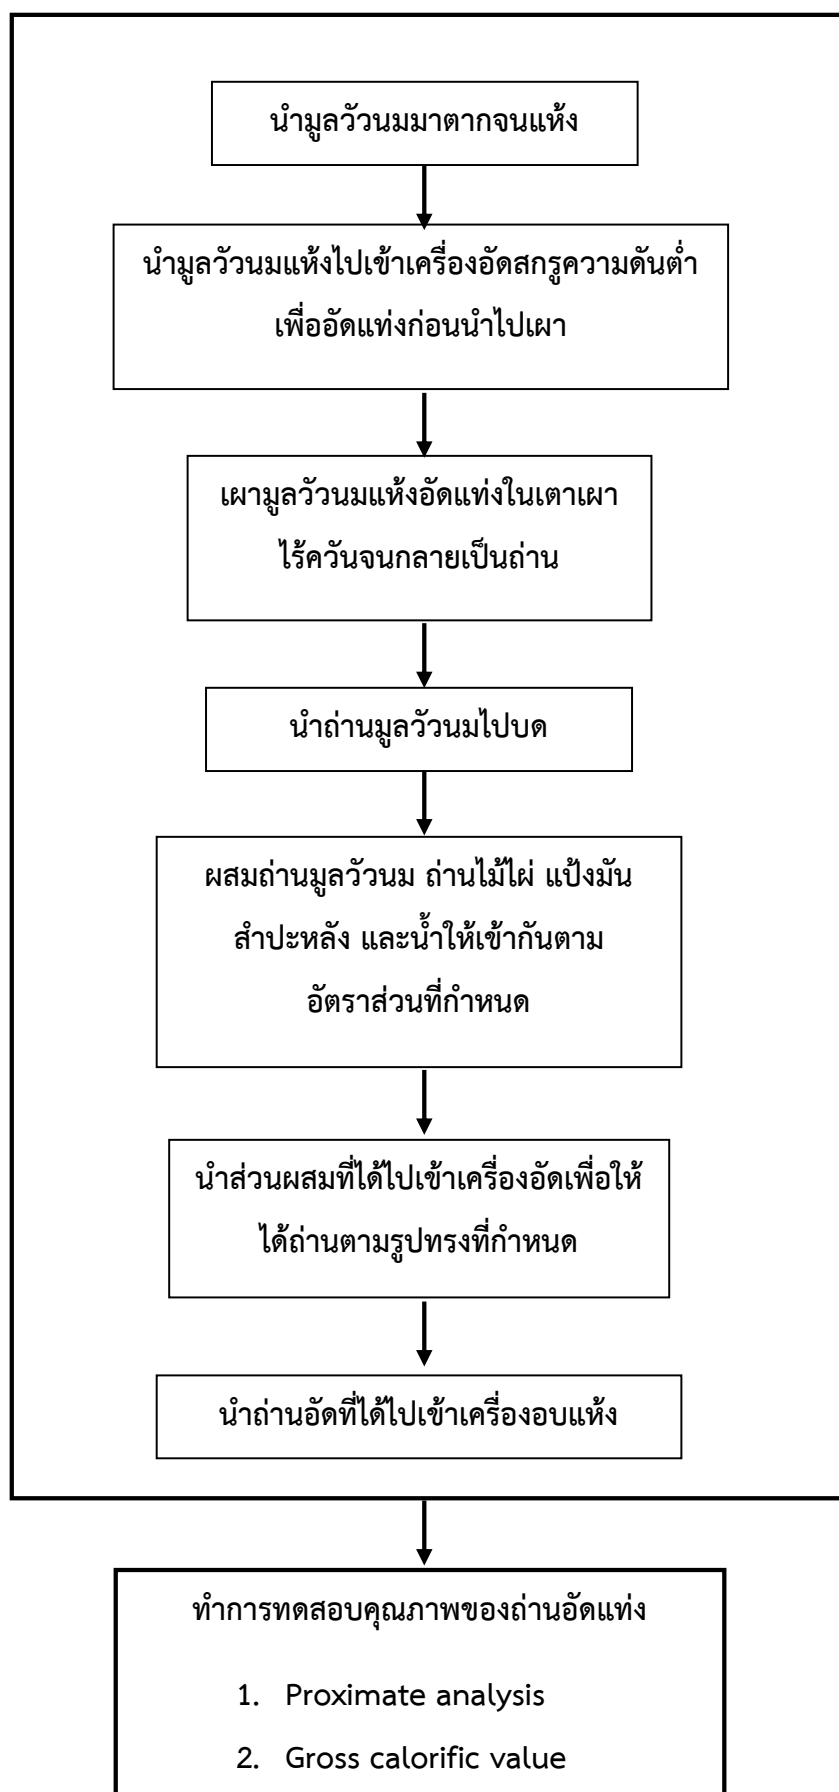 นำมูลวัวนมมาตากจนแห้ง
นำมูลวัวนมแห้งไปเข้าเครื่องอัดสกรูความดันต่ำ
เพื่ออัดแท่งก่อนนำไปเผา
เผามูลวัวนมแห้งอัดแท่งในเตาเผา
ไร้ควันจนกลายเป็นถ่าน
นำถ่านมูลวัวนมไปบด
ผสมถ่านมูลวัวนม ถ่านไม้ไผ่ แป้งมัน
สำปะหลัง และน้ำให้เข้ากันตาม
อัตราส่วนที่กำหนด
นำส่วนผสมที่ได้ไปเข้าเครื่องอัดเพื่อให้
ได้ถ่านตามรูปทรงที่กำหนด
นำถ่านอัดที่ได้ไปเข้าเครื่องอบแห้ง
ทำการทดสอบคุณภาพของถ่านอัดแท่ง
1. Proximate analysis
2. Gross calorific value